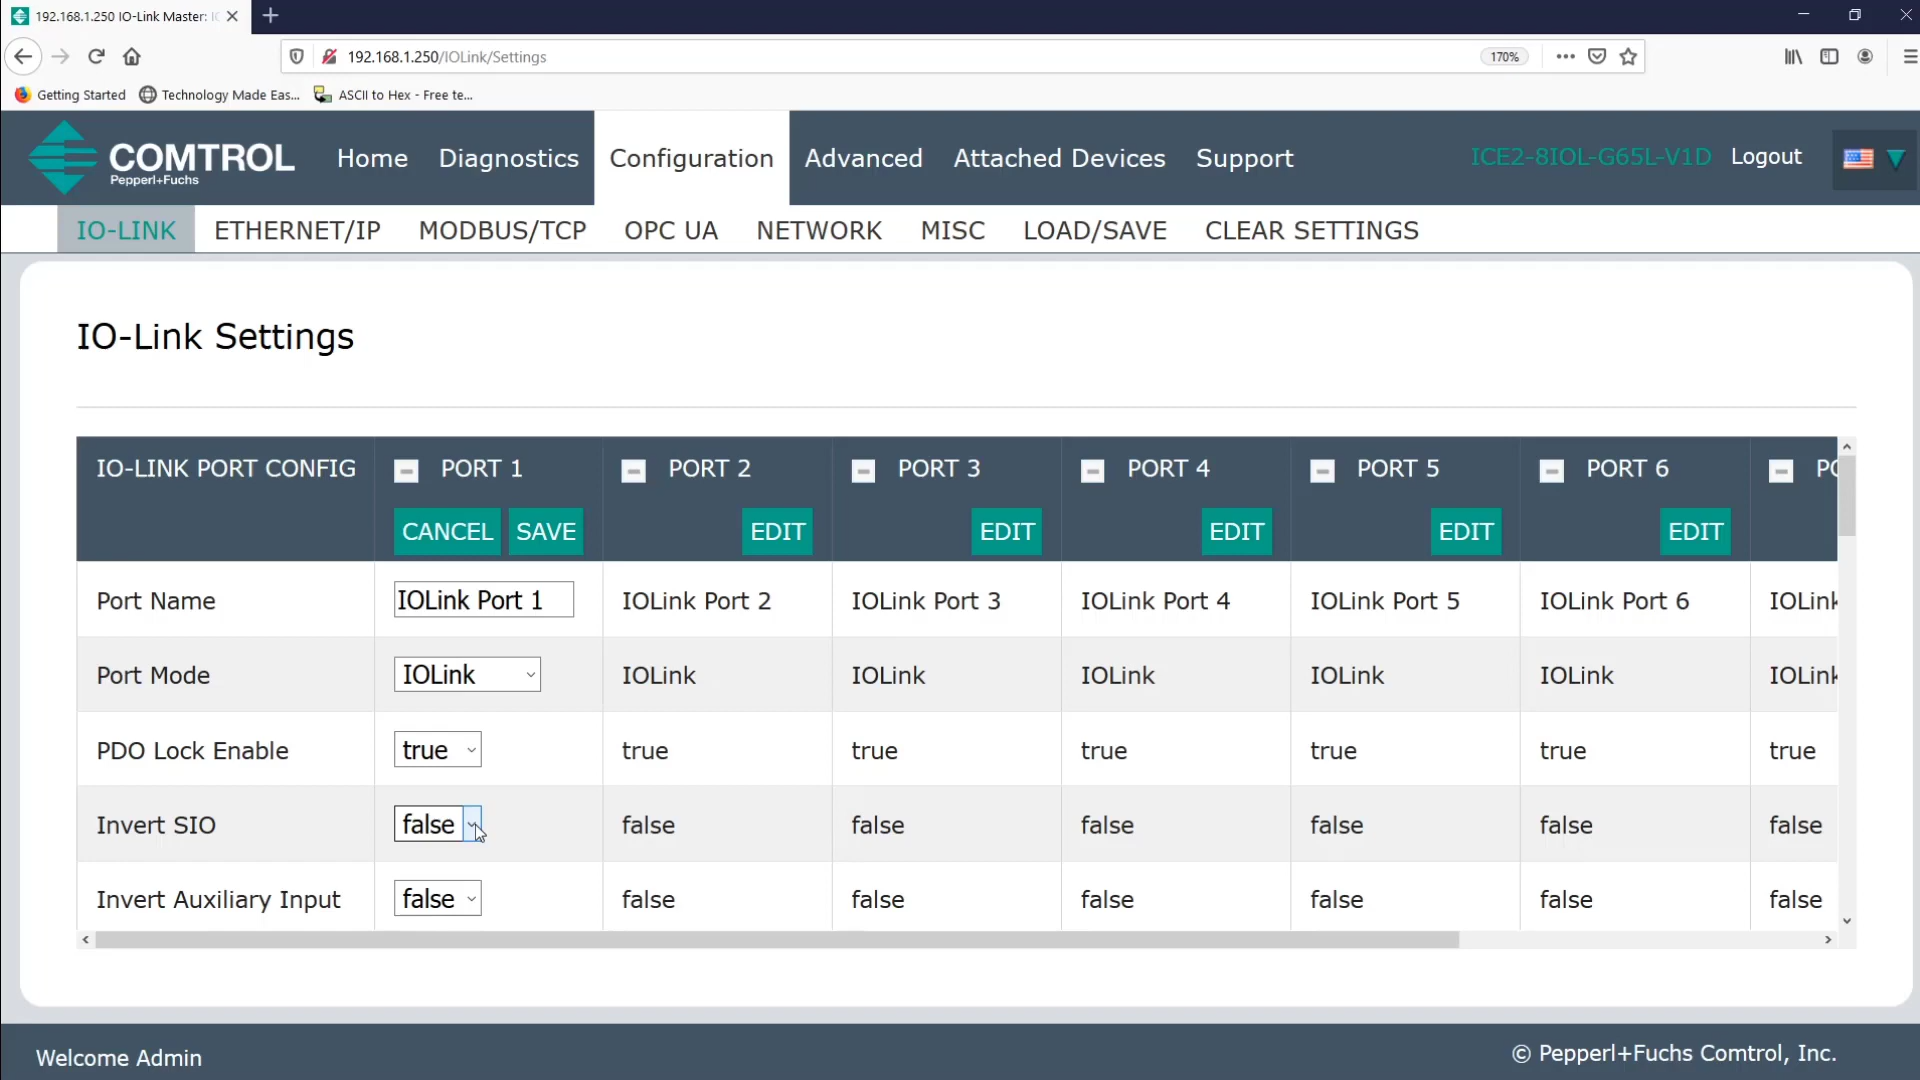 192.168.1.250 IO-Link Master: IO
192.168.1.250/IOLink/Settings
170%
Getting Started
Technology Made Eas...
ASCII to Hex - Free te...
COMTROL
Pepperl+Fuchs
Home
Diagnostics
Configuration
Advanced
Attached Devices
Support
ICE2-8IOL-G65L-V1D
Logout
IO-LINK
ETHERNET/IP
MODBUS/TCP
OPC UA
NETWORK
MISC
LOAD/SAVE
CLEAR SETTINGS
IO-Link Settings
IO-LINK PORT CONFIG
PORT 1
PORT 2
PORT 3
PORT 4
PORT 5
PORT 6
PO
CANCEL
SAVE
EDIT
EDIT
EDIT
EDIT
EDIT
Port Name
IOLink Port 1
IOLink Port 2
IOLink Port 3
IOLink Port 4
IOLink Port 5
IOLink Port 6
IOLink
Port Mode
IOLink
IOLink
IOLink
IOLink
IOLink
IOLink
IOLink
PDO Lock Enable
true
true
true
true
true
true
true
Invert SIO
false
false
false
false
false
false
false
Invert Auxiliary Input
false
false
false
false
false
false
false
Welcome Admin
© Pepperl+Fuchs Comtrol, Inc.